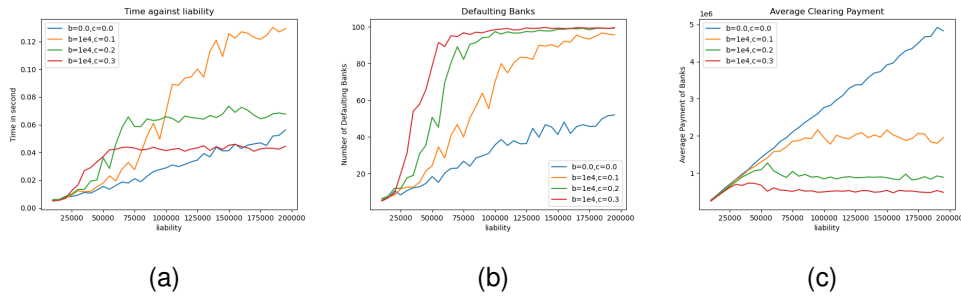 Time against liability
Time in second
0.12
0.10
0.08
0.06
0.04
0.02
0.00
b=0.0,c=0.0
b=1e4,c=0.1
b=1e4,c=0.2
b=1e4,c=0.3
25000 50000 75000 100000 125000 150000 175000 200000
liability
(a)
Defaulting Banks
Number of Defaulting Banks
100
80
60
40
20
b=0.0,c=0.0
b=1e4,c=0.1
b=1e4,c=0.2
b=1e4,c=0.3
25000 50000 75000 100000 125000 150000 175000 200000
liability
(b)
Average Clearing Payment
1e6
Average Payment of Banks
5
4
3
2
1
b=0.0,c=0.0
b=1e4,c=0.1
b=1e4,c=0.2
b=1e4,c=0.3
25000 50000 75000 100000 125000 150000 175000 200000
liability
(c)